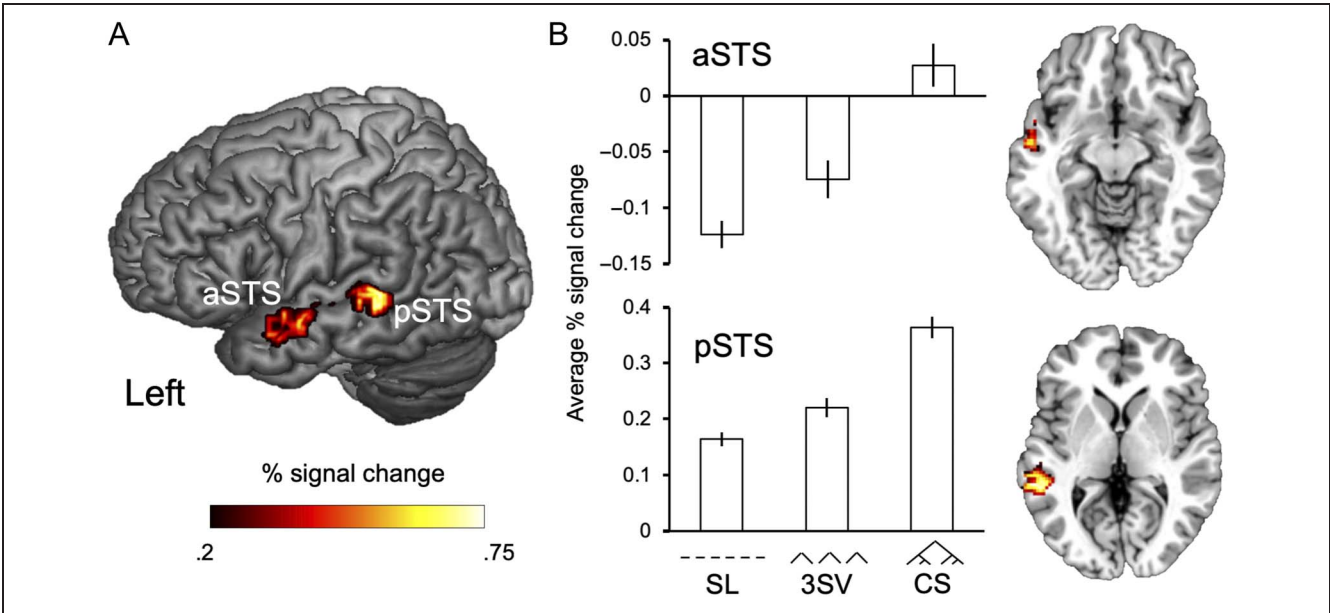 A
aSTS
pSTS
Left
% signal change
.2
.75
B
Average % signal change
aSTS
0.05
0
−0.05
−0.1
−0.15
pSTS
0.4
0.3
0.2
0.1
0
SL
3SV
CS